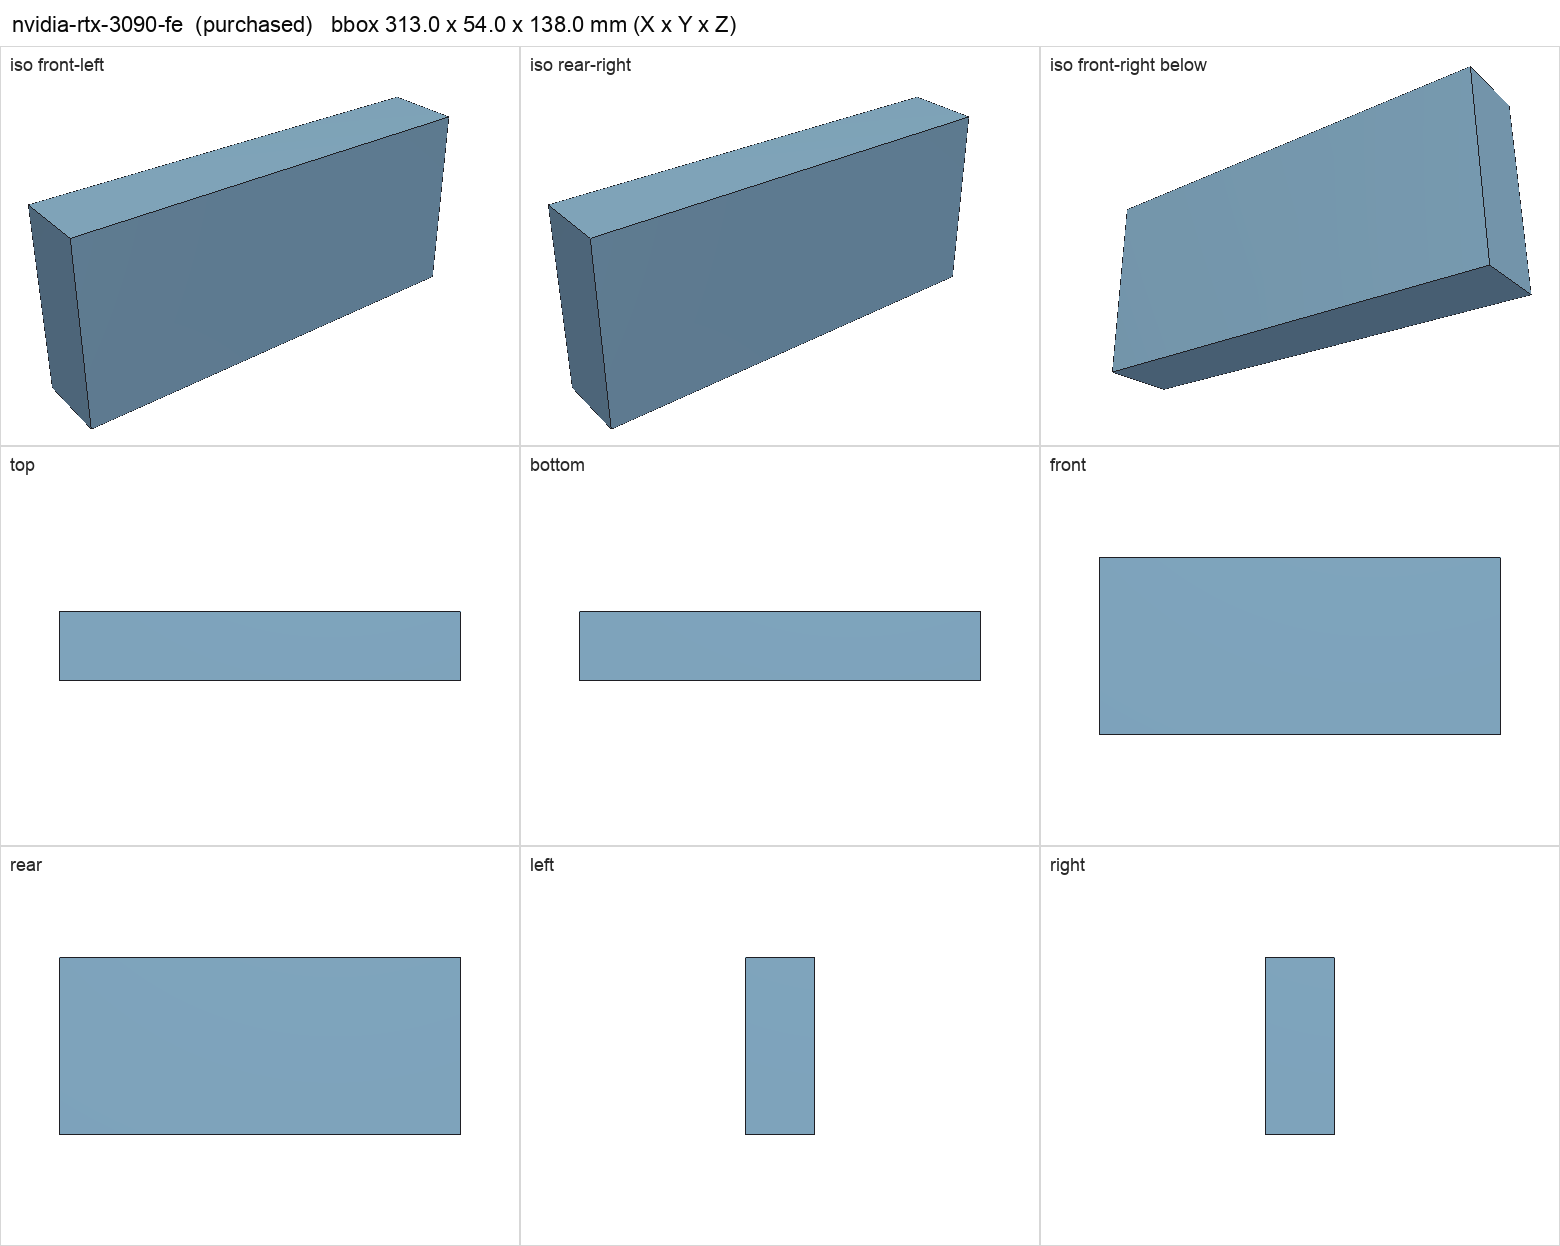 nvidia-rtx-3090-fe (purchased) bbox 313.0 x 54.0 x 138.0 mm (X x Y x Z)
iso front-left
iso rear-right
iso front-right below
top
bottom
front
rear
left
right